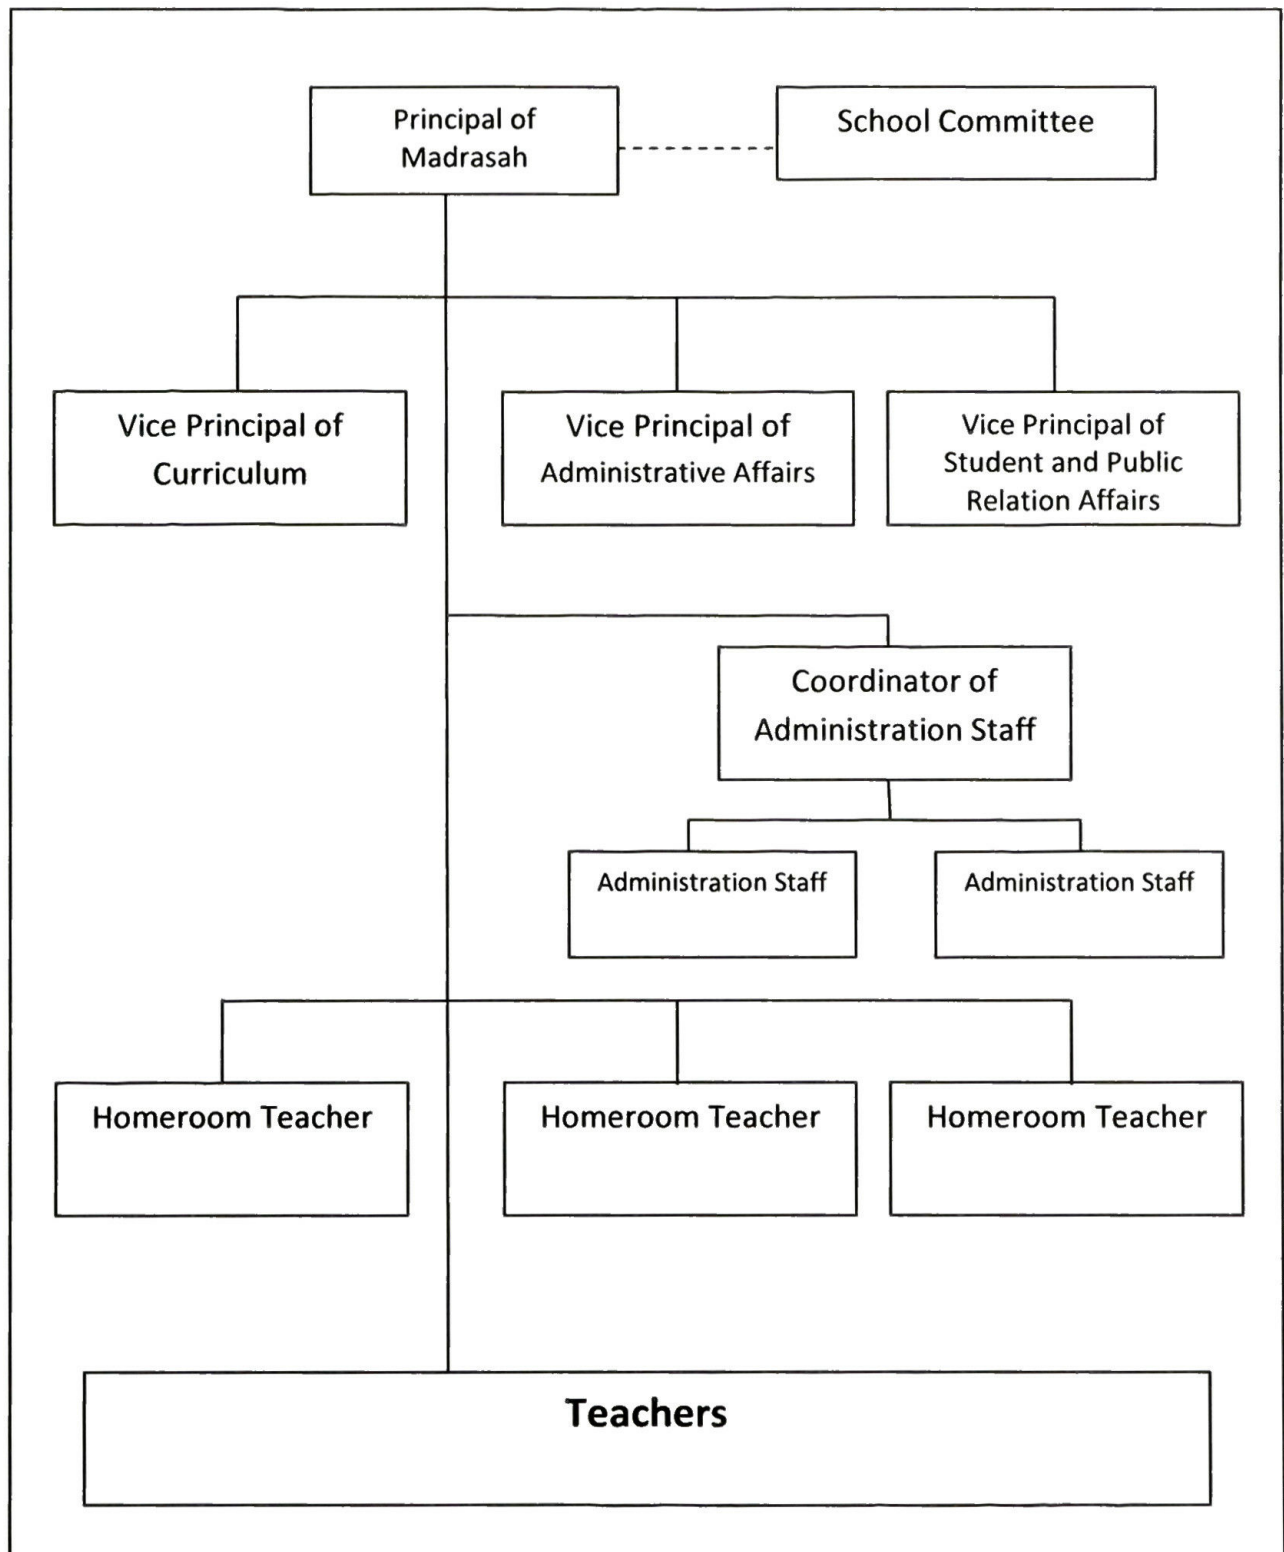 Principal of
Madrasah
School Committee
Vice Principal of
Curriculum
Vice Principal of
Administrative Affairs
Vice Principal of
Student and Public
Relation Affairs
Coordinator of
Administration Staff
Administration Staff
Administration Staff
Homeroom Teacher
Homeroom Teacher
Homeroom Teacher
Teachers